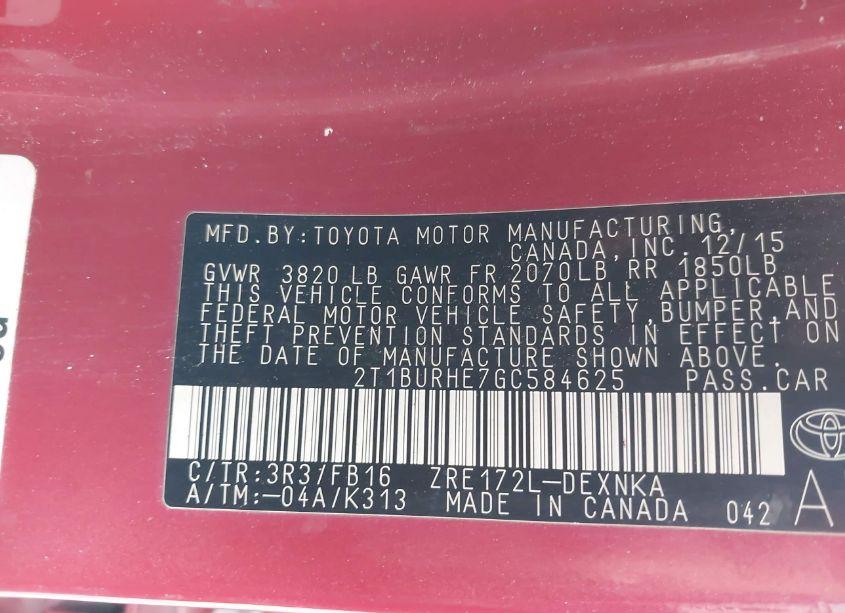 MFD.BY:TOYOTA MOTOR MANUFACTURING,
CANADA,INC. 12/15
GVWR 3820 LB GAWR FR 2070LB RR 1850LB
THIS VEHICLE CONFORMS TO ALL APPLICABLE
FEDERAL MOTOR VEHICLE SAFETY,BUMPER,AND
THEFT PREVENTION STANDARDS IN EFFECT ON
THE DATE OF MANUFACTURE SHOWN ABOVE.
2T1BURHE7GC584625 PASS.CAR
C/TR:3R3/FB16 ZRE172L-DEXNKA
A/TM:-04A/K313 MADE IN CANADA 042 A